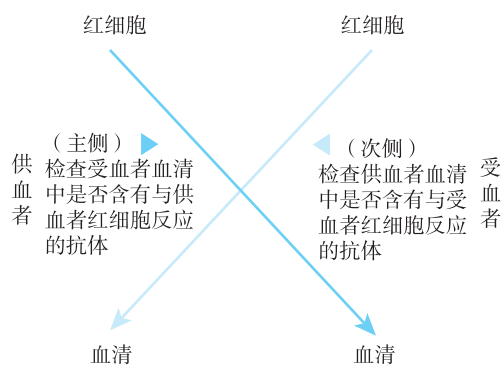 红细胞
红细胞
供血者
（主侧）
检查受血者血清
中是否含有与供
血者红细胞反应
的抗体
（次侧）
检查供血者血清
中是否含有与受
血者红细胞反应
的抗体
受血者
血清
血清